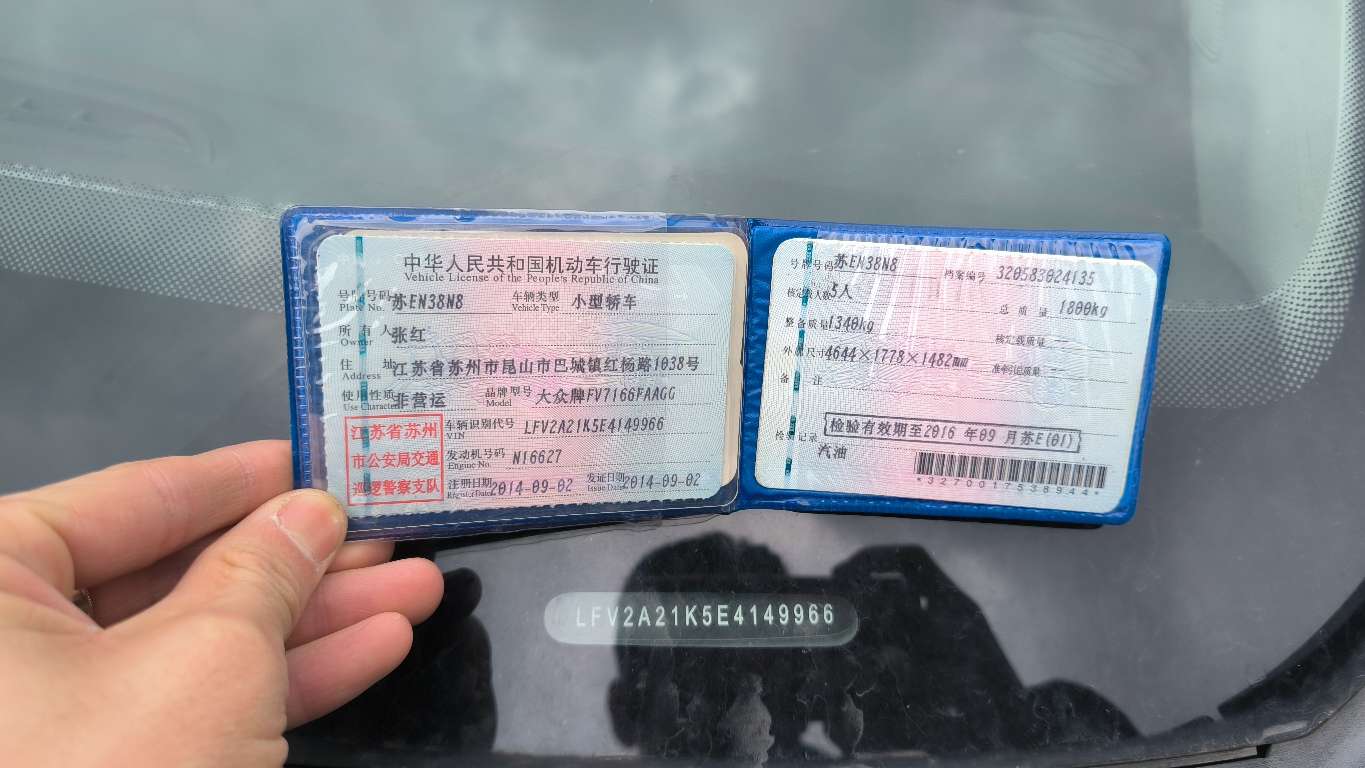 中华人民共和国机动车行驶证
Vehicle License of the People's Republic of China
号牌号码 苏EN38N8 车辆类型 小型轿车
Plate No. Vehicle Type
所有人 张红
Owner
住址 江苏省苏州市昆山市巴城镇红杨路1038号
Address
使用性质 非营运 品牌型号 大众牌FV7166FAAGG
Use Character Model
江苏省苏州
市公安局交通
巡逻警察支队
车辆识别代号 LFV2A21K5E4149966
VIN
发动机号码 N16627
Engine No.
注册日期 2014-09-02 发证日期 2014-09-02
Register Date Issue Date
号牌号码 苏EN38N8 档案编号 320583024135
核定载人数 5人 总质量 1800kg
整备质量 1340kg 核定载质量 --
外廓尺寸 4644×1778×1482mm 准牵引总质量 --
备注
检验记录 检验有效期至2016 年09 月苏E(01)
汽油
*3270017538944*
LFV2A21K5E4149966